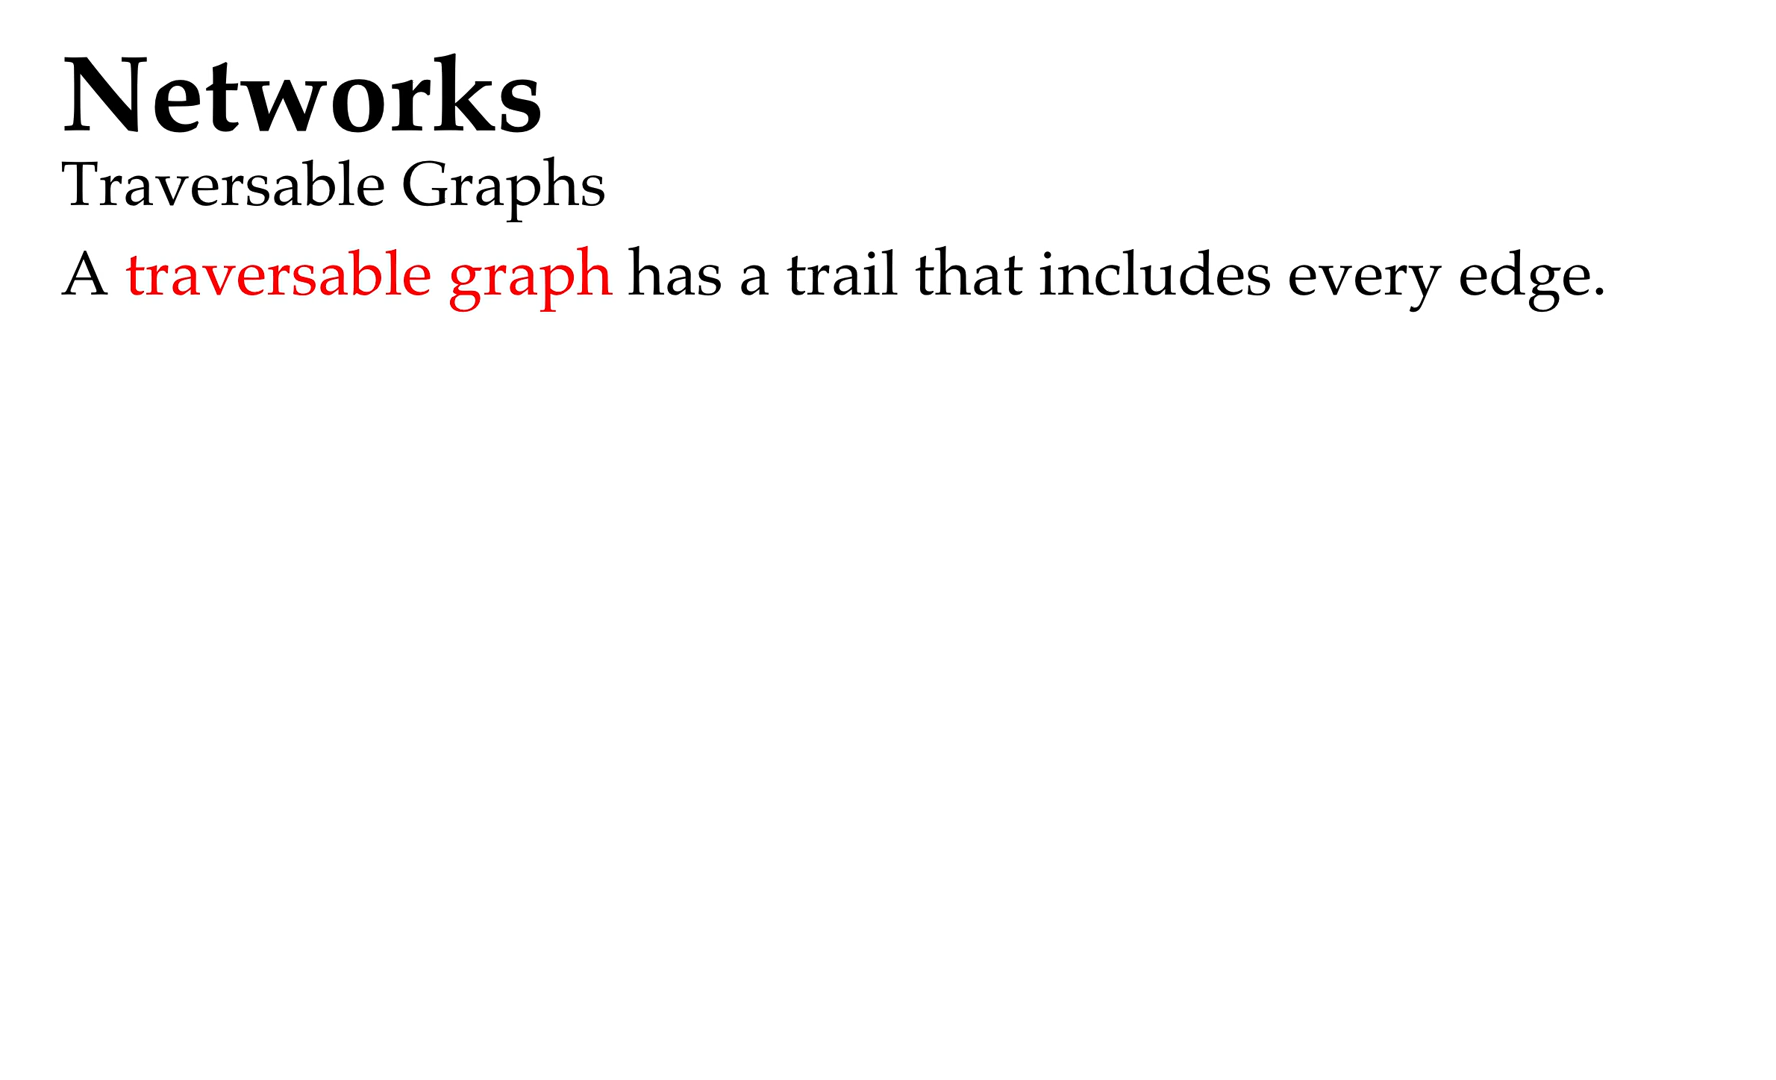 Networks
Traversable Graphs
A traversable graph has a trail that includes every edge.